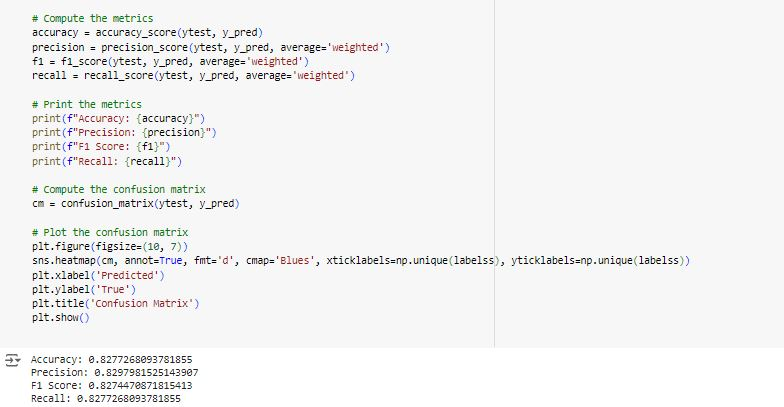 # Compute the metrics
accuracy = accuracy_score(ytest, y_pred)
precision = precision_score(ytest, y_pred, average='weighted')
f1 = f1_score(ytest, y_pred, average='weighted')
recall = recall_score(ytest, y_pred, average='weighted')
# Print the metrics
print(f"Accuracy: {accuracy}")
print(f"Precision: {precision}")
print(f"F1 Score: {f1}")
print(f"Recall: {recall}")
# Compute the confusion matrix
cm = confusion_matrix(ytest, y_pred)
# Plot the confusion matrix
plt.figure(figsize=(10, 7))
sns.heatmap(cm, annot=True, fmt='d', cmap='Blues', xticklabels=np.unique(labelss), yticklabels=np.unique(labelss))
plt.xlabel('Predicted')
plt.ylabel('True')
plt.title('Confusion Matrix')
plt.show()
Accuracy: 0.8277268093781855
Precision: 0.8297981525143907
F1 Score: 0.8274470871815413
Recall: 0.8277268093781855